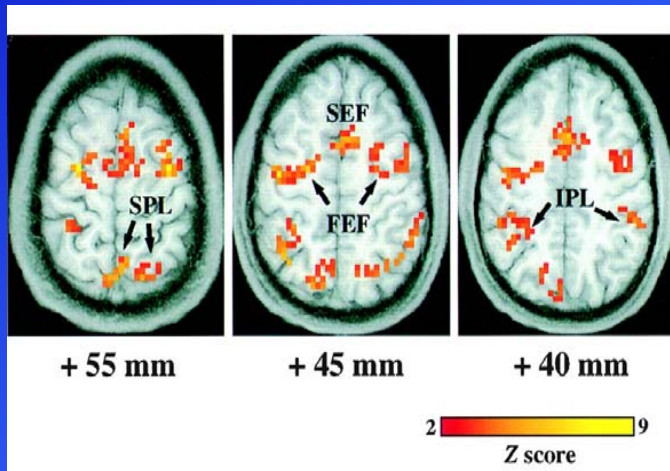 SPL
+ 55 mm
SEF
FEF
+ 45 mm
IPL
+ 40 mm
2 9
Z score